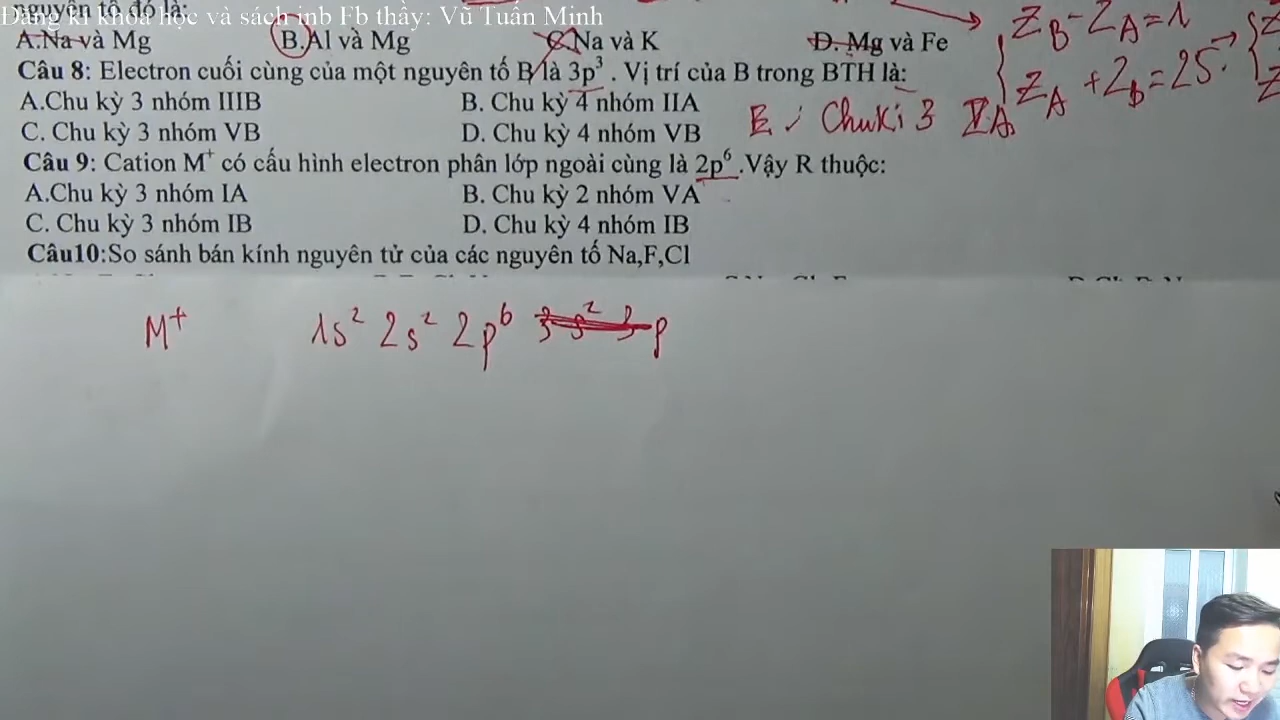 nguyên tố đó là:
Đăng kí khóa học và sách inb Fb thầy: Vũ Tuấn Minh
A.Na và Mg B.Al và Mg C.Na và K D. Mg và Fe
Z_B - Z_A = 1
Câu 8: Electron cuối cùng của một nguyên tố B là 3p³ . Vị trí của B trong BTH là:
Z_A + Z_B = 25
A.Chu kỳ 3 nhóm IIIB B. Chu kỳ 4 nhóm IIA
E. ✓ Chu Kì 3 VA
C. Chu kỳ 3 nhóm VB D. Chu kỳ 4 nhóm VB
Câu 9: Cation M⁺ có cấu hình electron phân lớp ngoài cùng là 2p⁶ .Vậy R thuộc:
A.Chu kỳ 3 nhóm IA B. Chu kỳ 2 nhóm VA
C. Chu kỳ 3 nhóm IB D. Chu kỳ 4 nhóm IB
Câu10:So sánh bán kính nguyên tử của các nguyên tố Na,F,Cl
M⁺ 1s² 2s² 2p⁶ 3s² 3p